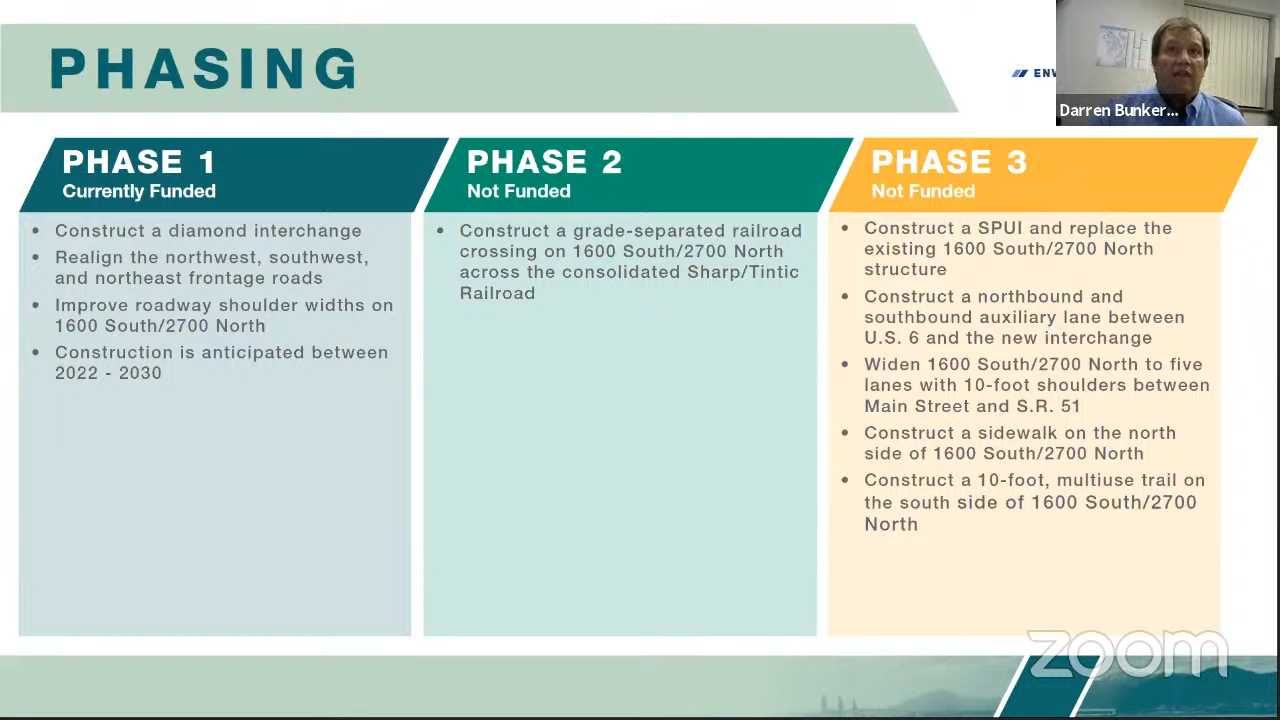 PHASING
ENV
Darren Bunker...
PHASE 1
Currently Funded
• Construct a diamond interchange
• Realign the northwest, southwest,
and northeast frontage roads
• Improve roadway shoulder widths on
1600 South/2700 North
• Construction is anticipated between
2022 - 2030
PHASE 2
Not Funded
• Construct a grade-separated railroad
crossing on 1600 South/2700 North
across the consolidated Sharp/Tintic
Railroad
PHASE 3
Not Funded
• Construct a SPUI and replace the
existing 1600 South/2700 North
structure
• Construct a northbound and
southbound auxiliary lane between
U.S. 6 and the new interchange
• Widen 1600 South/2700 North to five
lanes with 10-foot shoulders between
Main Street and S.R. 51
• Construct a sidewalk on the north
side of 1600 South/2700 North
• Construct a 10-foot, multiuse trail on
the south side of 1600 South/2700
North
zoom